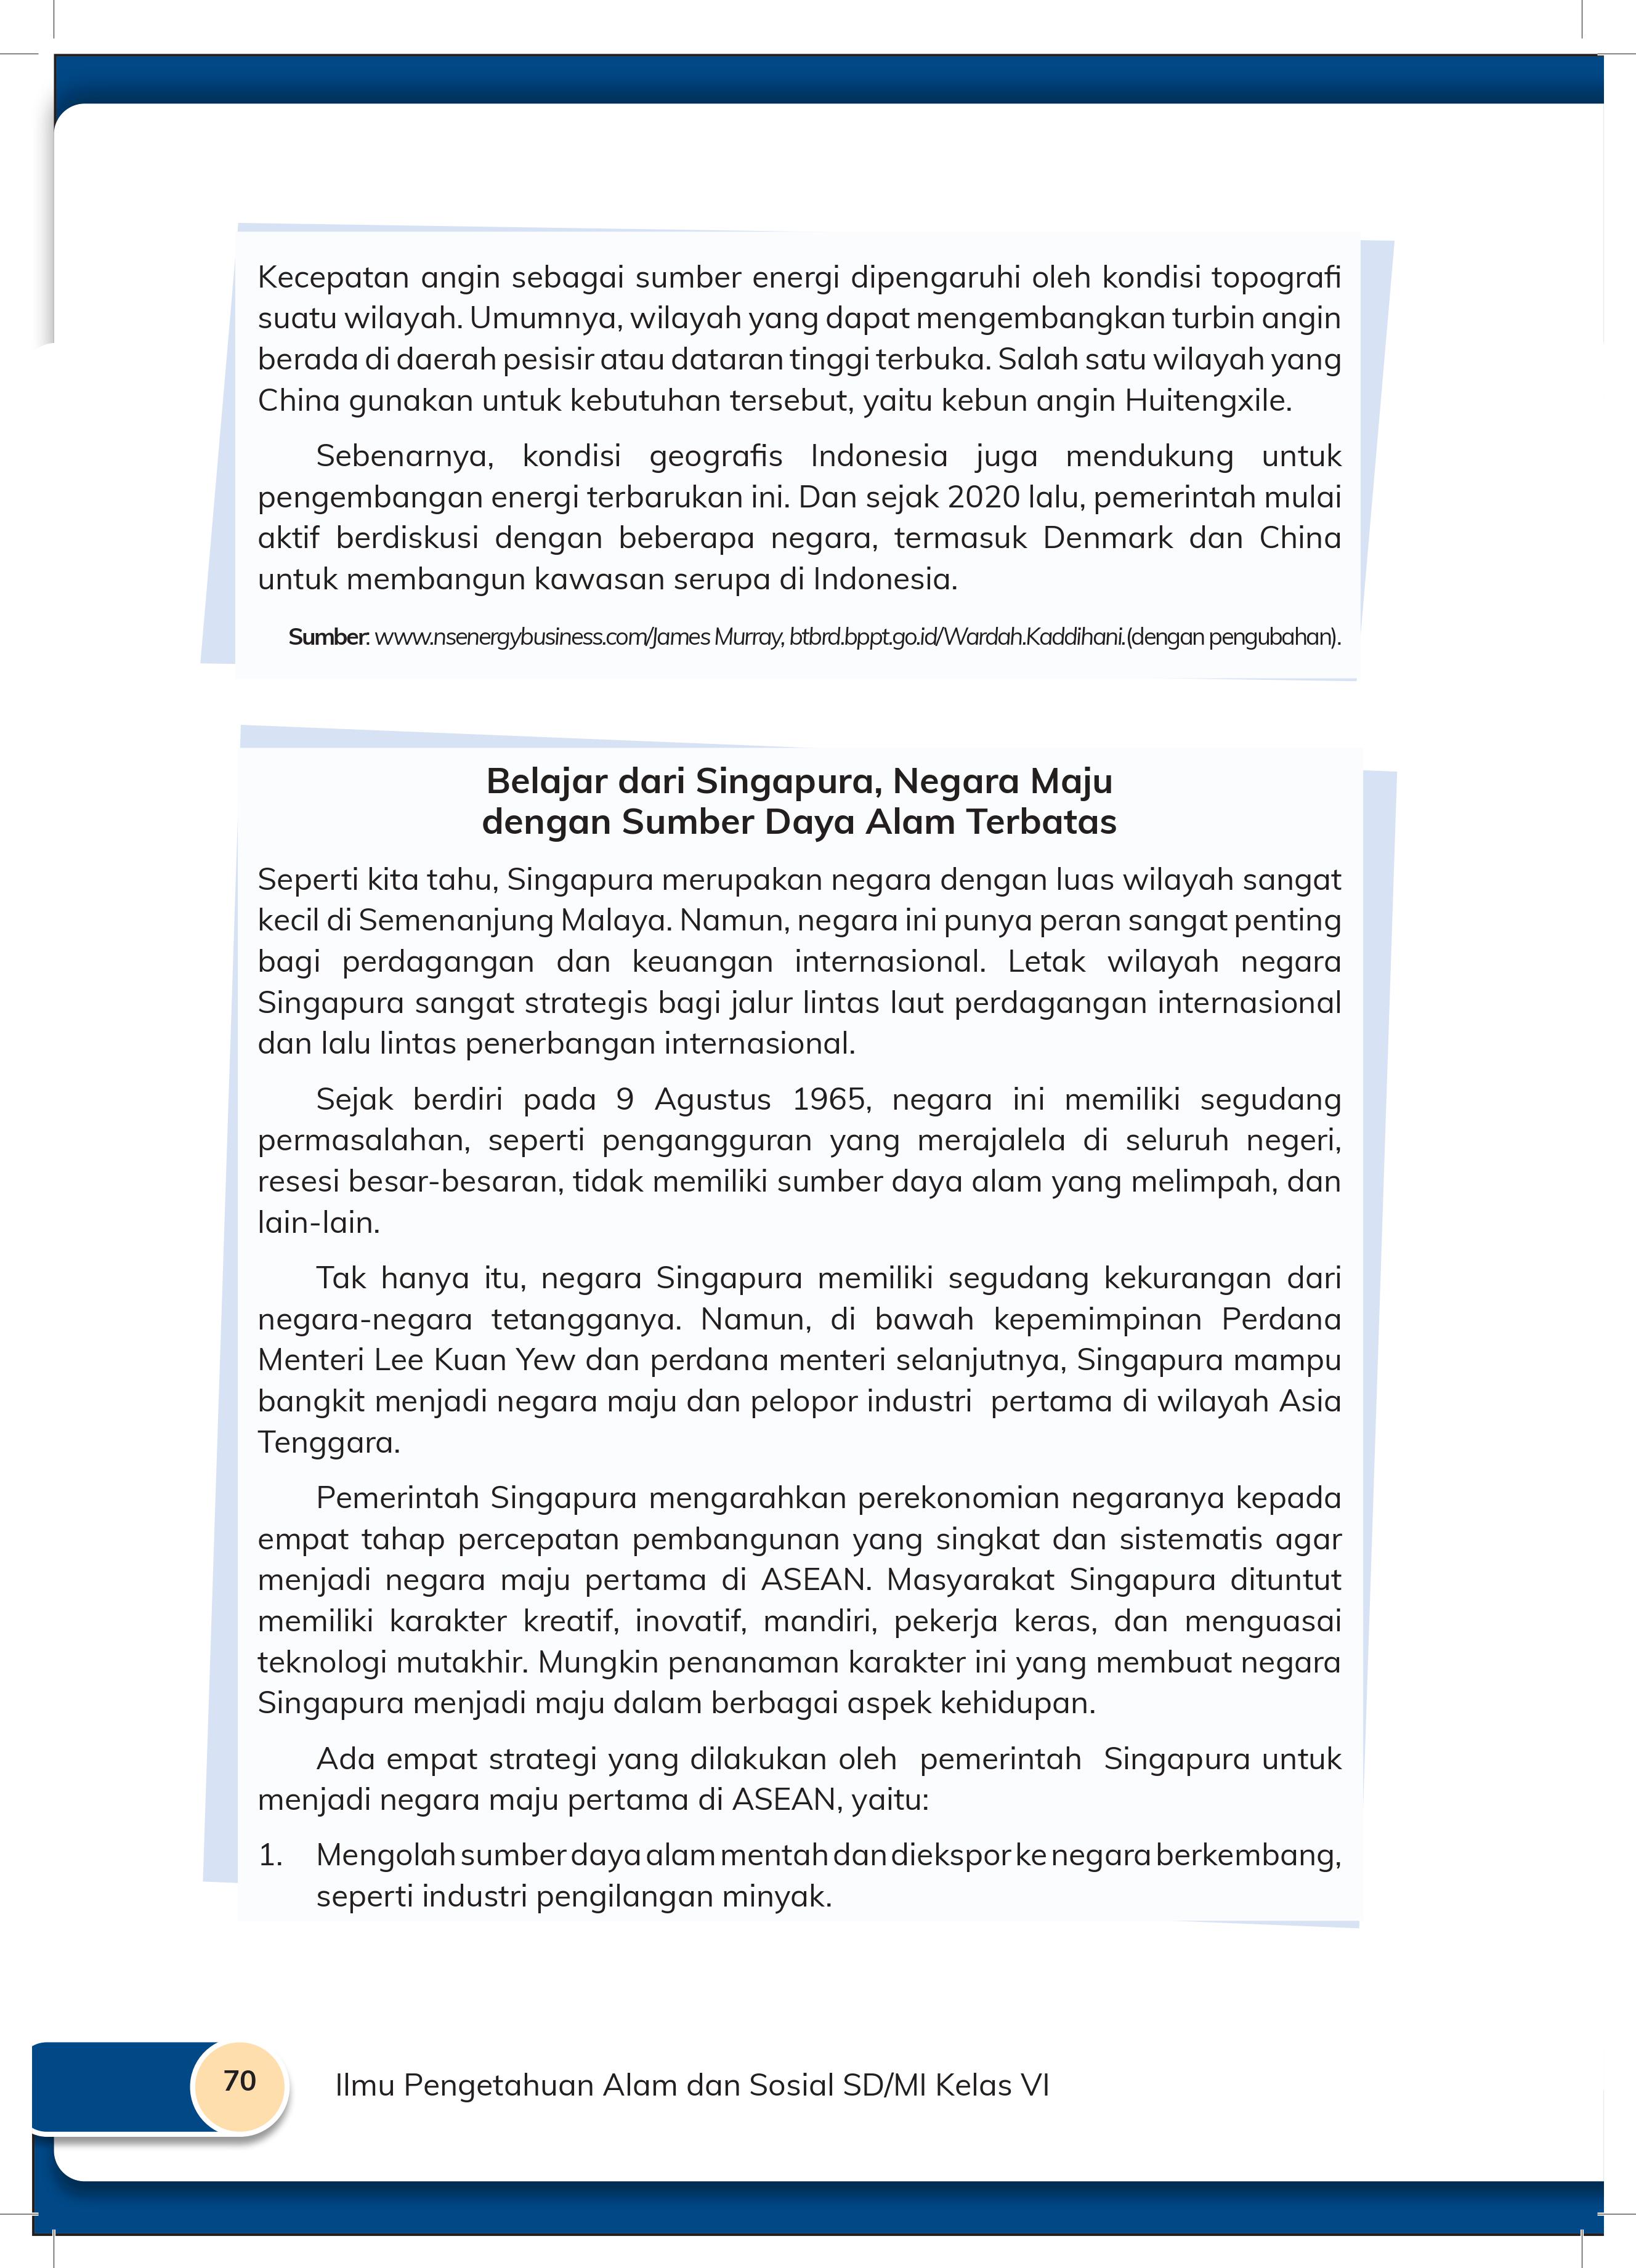 Kecepatan angin sebagai sumber energi dipengaruhi oleh kondisi topografi
suatu wilayah. Umumnya, wilayah yang dapat mengembangkan turbin angin
berada di daerah pesisir atau dataran tinggi terbuka. Salah satu wilayah yang
China gunakan untuk kebutuhan tersebut, yaitu kebun angin Huitengxile.
Sebenarnya, kondisi geografis Indonesia juga mendukung untuk
pengembangan energi terbarukan ini. Dan sejak 2020 lalu, pemerintah mulai
aktif berdiskusi dengan beberapa negara, termasuk Denmark dan China
untuk membangun kawasan serupa di Indonesia.
Sumber: www.nsenergybusiness.com/James Murray, btbrd.bppt.go.id/Wardah.Kaddihani.(dengan pengubahan).
Belajar dari Singapura, Negara Maju
dengan Sumber Daya Alam Terbatas
Seperti kita tahu, Singapura merupakan negara dengan luas wilayah sangat
kecil di Semenanjung Malaya. Namun, negara ini punya peran sangat penting
bagi perdagangan dan keuangan internasional. Letak wilayah negara
Singapura sangat strategis bagi jalur lintas laut perdagangan internasional
dan lalu lintas penerbangan internasional.
Sejak berdiri pada 9 Agustus 1965, negara ini memiliki segudang
permasalahan, seperti pengangguran yang merajalela di seluruh negeri,
resesi besar-besaran, tidak memiliki sumber daya alam yang melimpah, dan
lain-lain.
Tak hanya itu, negara Singapura memiliki segudang kekurangan dari
negara-negara tetangganya. Namun, di bawah kepemimpinan Perdana
Menteri Lee Kuan Yew dan perdana menteri selanjutnya, Singapura mampu
bangkit menjadi negara maju dan pelopor industri pertama di wilayah Asia
Tenggara.
Pemerintah Singapura mengarahkan perekonomian negaranya kepada
empat tahap percepatan pembangunan yang singkat dan sistematis agar
menjadi negara maju pertama di ASEAN. Masyarakat Singapura dituntut
memiliki karakter kreatif, inovatif, mandiri, pekerja keras, dan menguasai
teknologi mutakhir. Mungkin penanaman karakter ini yang membuat negara
Singapura menjadi maju dalam berbagai aspek kehidupan.
Ada empat strategi yang dilakukan oleh pemerintah Singapura untuk
menjadi negara maju pertama di ASEAN, yaitu:
1. Mengolah sumber daya alam mentah dan diekspor ke negara berkembang,
seperti industri pengilangan minyak.
70 Ilmu Pengetahuan Alam dan Sosial SD/MI Kelas VI